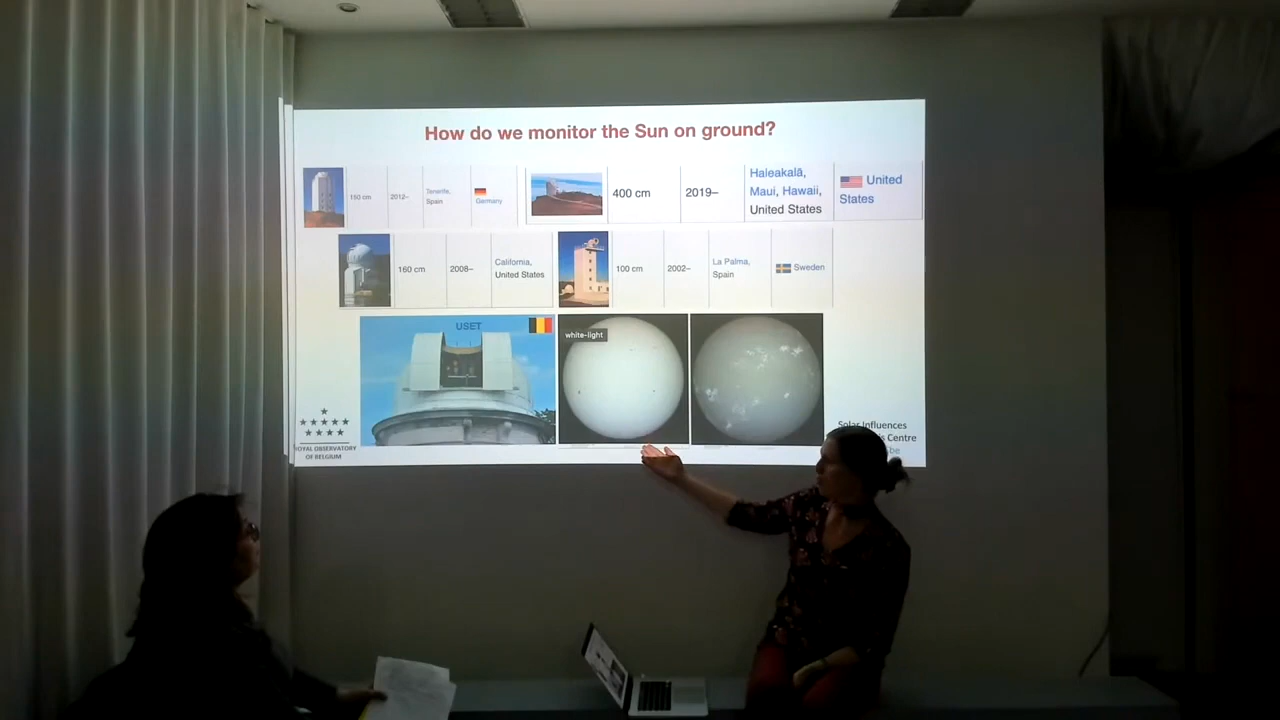 How do we monitor the Sun on ground?
150 cm
2012–
Tenerife,
Spain
Germany
400 cm
2019–
Haleakalā,
Maui, Hawaii,
United States
United
States
160 cm
2008–
California,
United States
100 cm
2002–
La Palma,
Spain
Sweden
USET
white-light
ROYAL OBSERVATORY
OF BELGIUM
Solar Influences
Centre
be